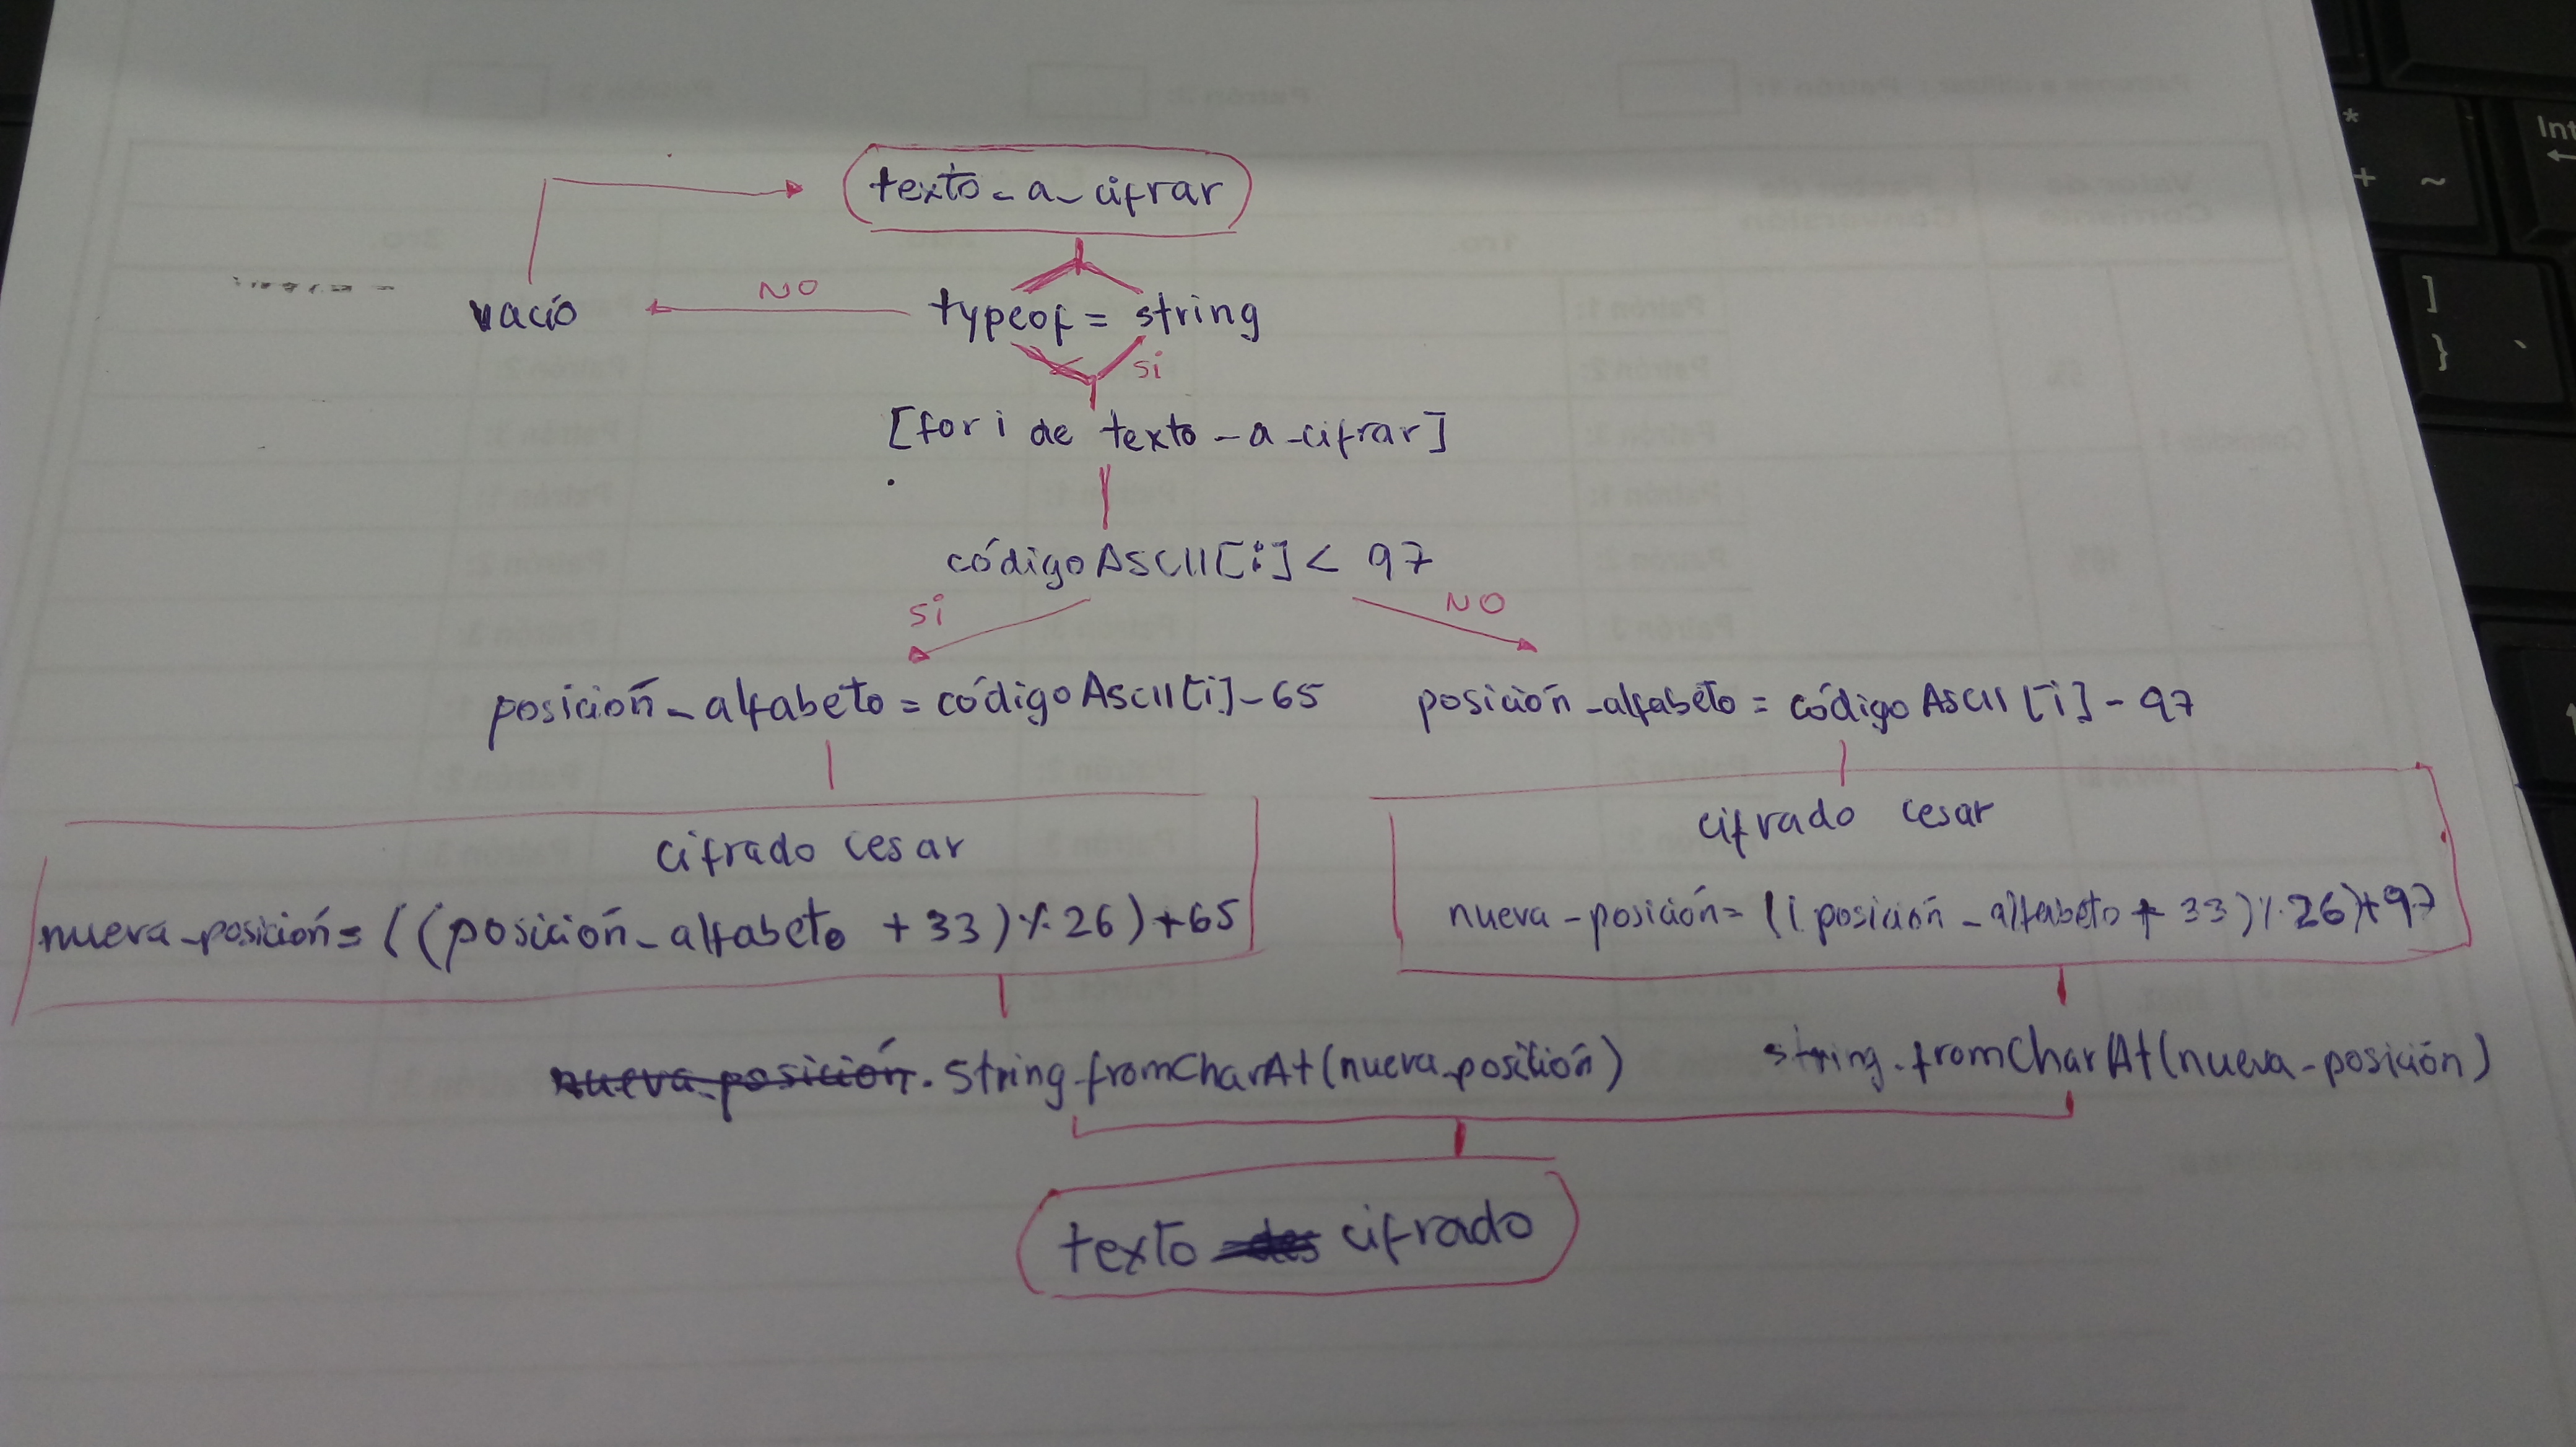 texto_a_cifrar
vacío
NO
typeof = string
si
[for i de texto_a_cifrar]
códigoASCII[i] < 97
si
NO
posición_alfabeto = códigoASCII[i]-65
posición_alfabeto = códigoASCII[i]-97
cifrado cesar
nueva_posición= ((posición_alfabeto +33)%26)+65
cifrado cesar
nueva_posición= ((posición_alfabeto + 33)%26)+97
nueva_posición. String.fromCharAt(nueva_posición)
string.fromCharAt(nueva_posición)
texto des cifrado
* Int
+ ~
]
} `